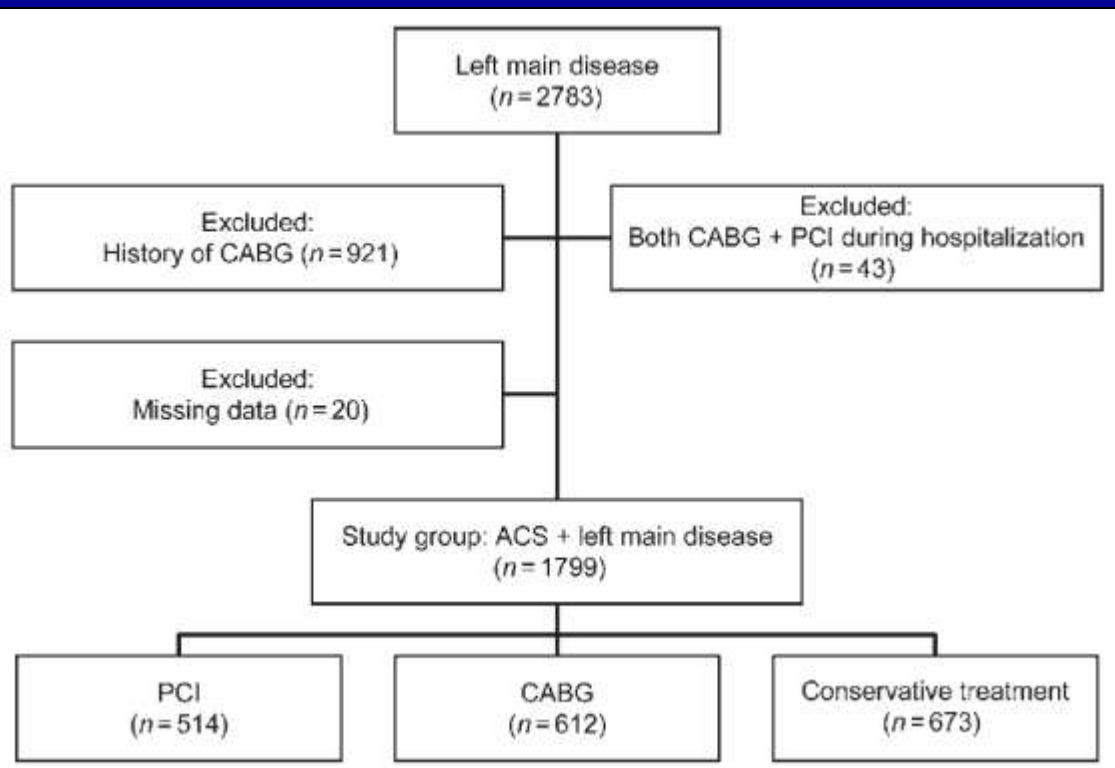 Left main disease
(n=2783)
Excluded:
History of CABG (n=921)
Excluded:
Both CABG + PCI during hospitalization
(n=43)
Excluded:
Missing data (n=20)
Study group: ACS + left main disease
(n=1799)
PCI
(n=514)
CABG
(n=612)
Conservative treatment
(n=673)